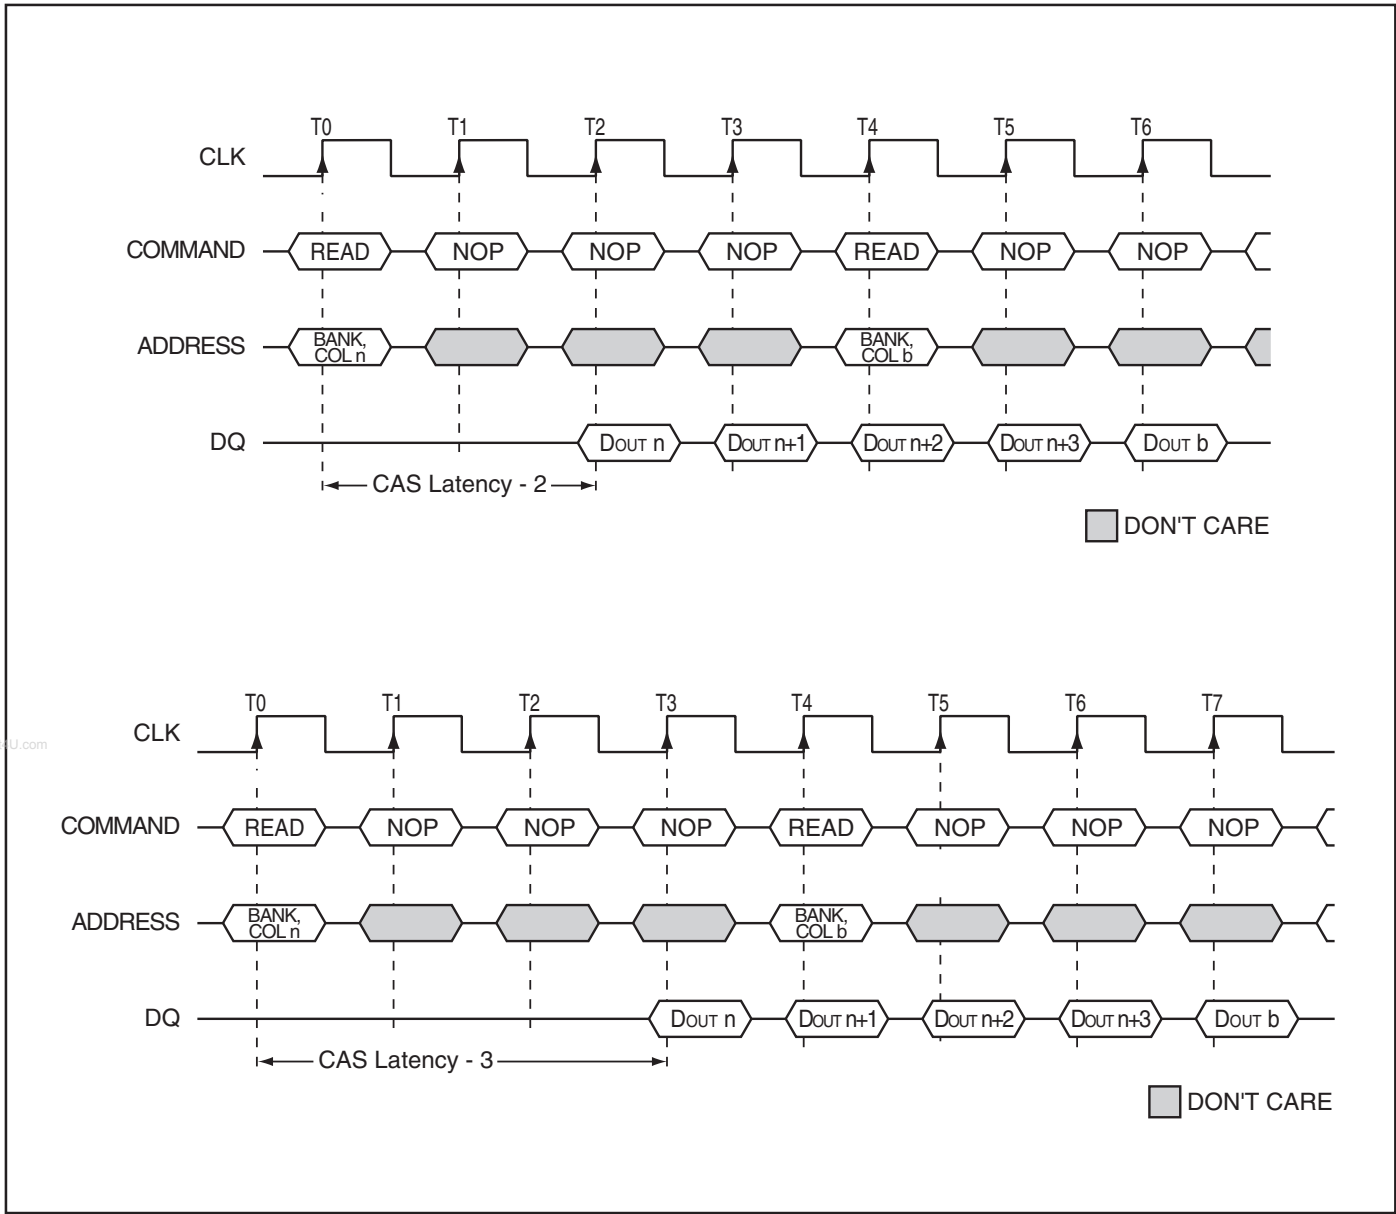 T0 T1 T2 T3 T4 T5 T6
CLK
COMMAND READ NOP NOP NOP READ NOP NOP
ADDRESS BANK, COL n BANK, COL b
DQ DOUT n DOUT n+1 DOUT n+2 DOUT n+3 DOUT b
CAS Latency - 2
DON'T CARE
T0 T1 T2 T3 T4 T5 T6 T7
CLK
U.com
COMMAND READ NOP NOP NOP READ NOP NOP NOP
ADDRESS BANK, COL n BANK, COL b
DQ DOUT n DOUT n+1 DOUT n+2 DOUT n+3 DOUT b
CAS Latency - 3
DON'T CARE